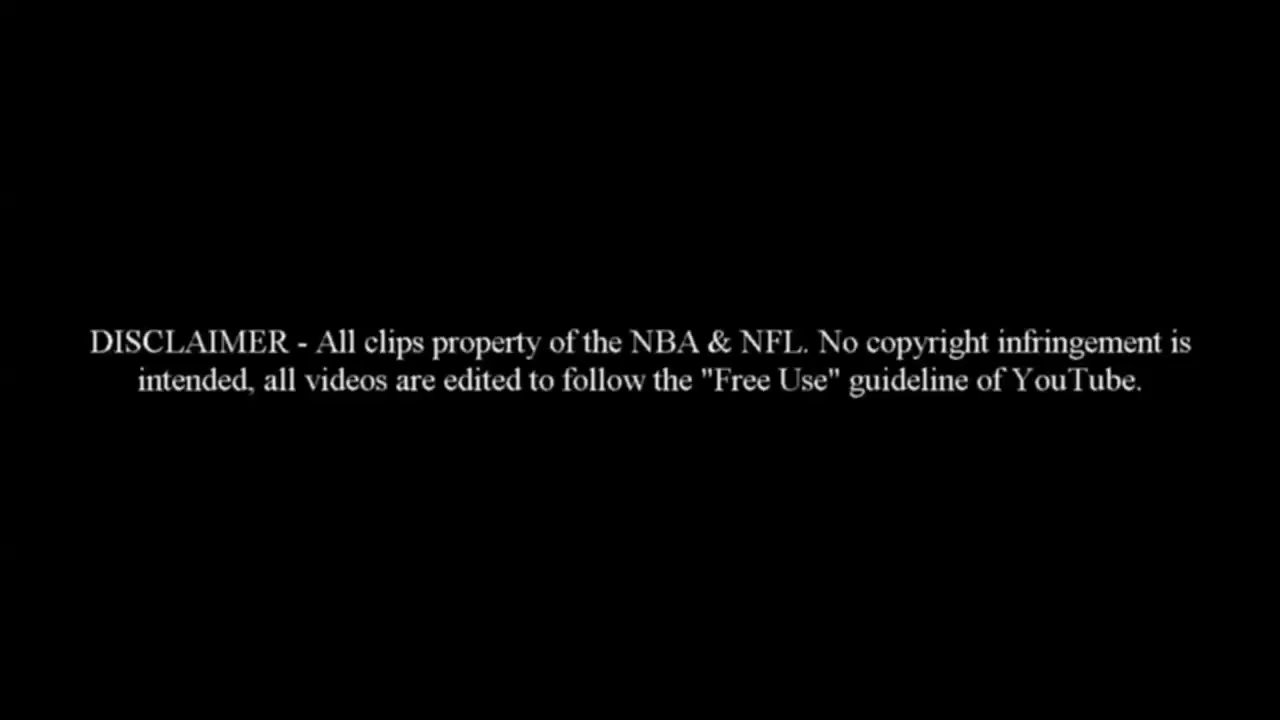 DISCLAIMER - All clips property of the NBA & NFL. No copyright infringement is
intended, all videos are edited to follow the "Free Use" guideline of YouTube.